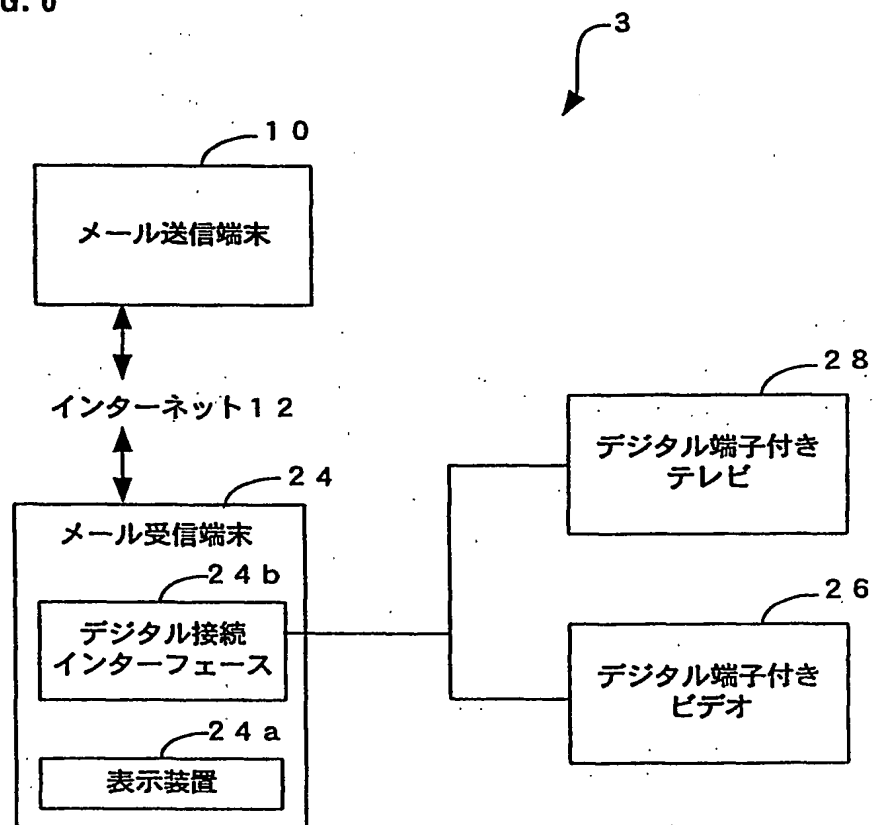 3
10
メール送信端末
インターネット12
28
デジタル端子付き
テレビ
24
メール受信端末
24b
デジタル接続
インターフェース
26
デジタル端子付き
ビデオ
24a
表示装置